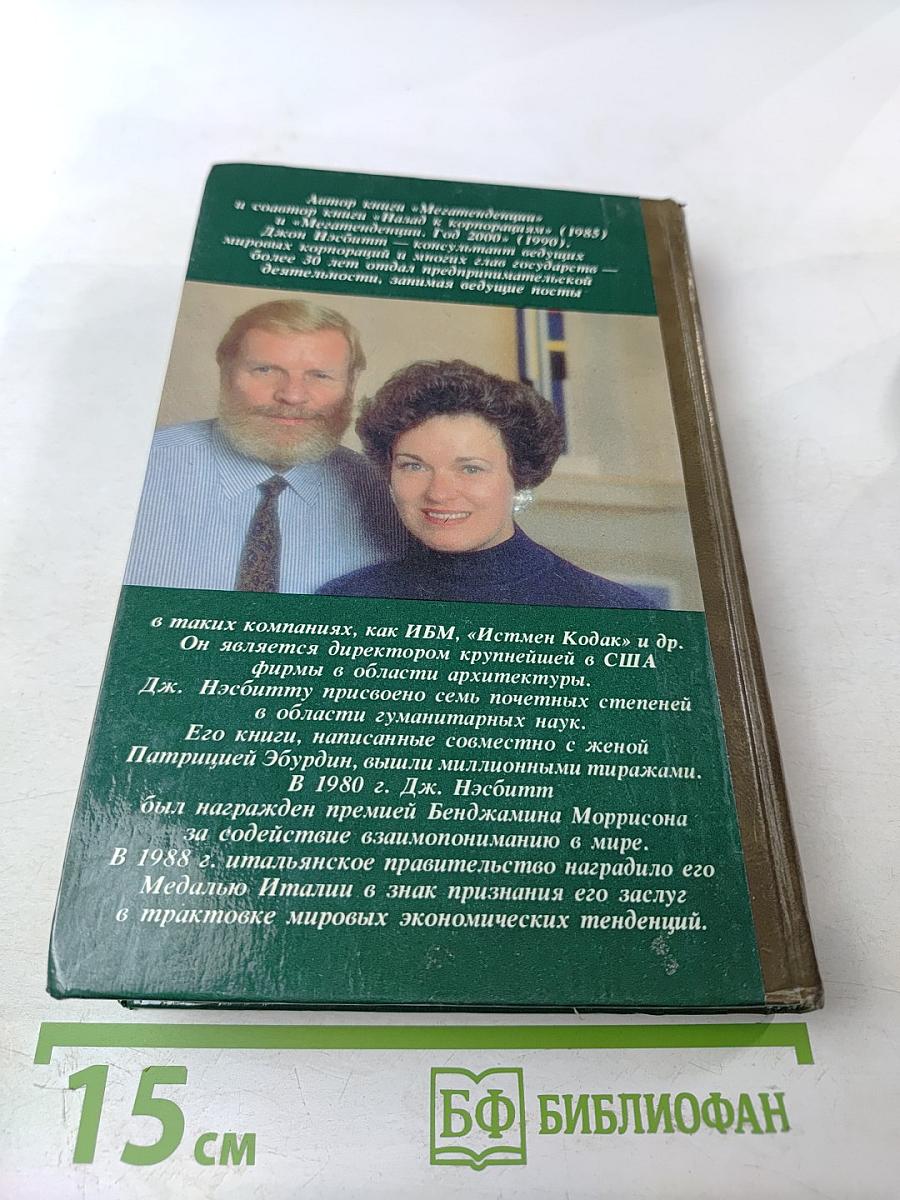 Автор книги «Мегатенденции»
и соавтор книги «Назад к корпорациям» (1985)
и «Мегатенденции. Год 2000» (1990).
Джон Нэсбитт — консультант ведущих
мировых корпораций и многих глав государств —
более 30 лет отдал предпринимательской
деятельности, занимая ведущие посты
в таких компаниях, как ИБМ, «Истмен Кодак» и др.
Он является директором крупнейшей в США
фирмы в области архитектуры.
Дж. Нэсбитту присвоено семь почетных степеней
в области гуманитарных наук.
Его книги, написанные совместно с женой
Патрицией Эбурдин, вышли миллионными тиражами.
В 1980 г. Дж. Нэсбитт
был награжден премией Бенджамина Моррисона
за содействие взаимопониманию в мире.
В 1988 г. итальянское правительство наградило его
Медалью Италии в знак признания его заслуг
в трактовке мировых экономических тенденций.
15 см
БФ БИБЛИОФАН